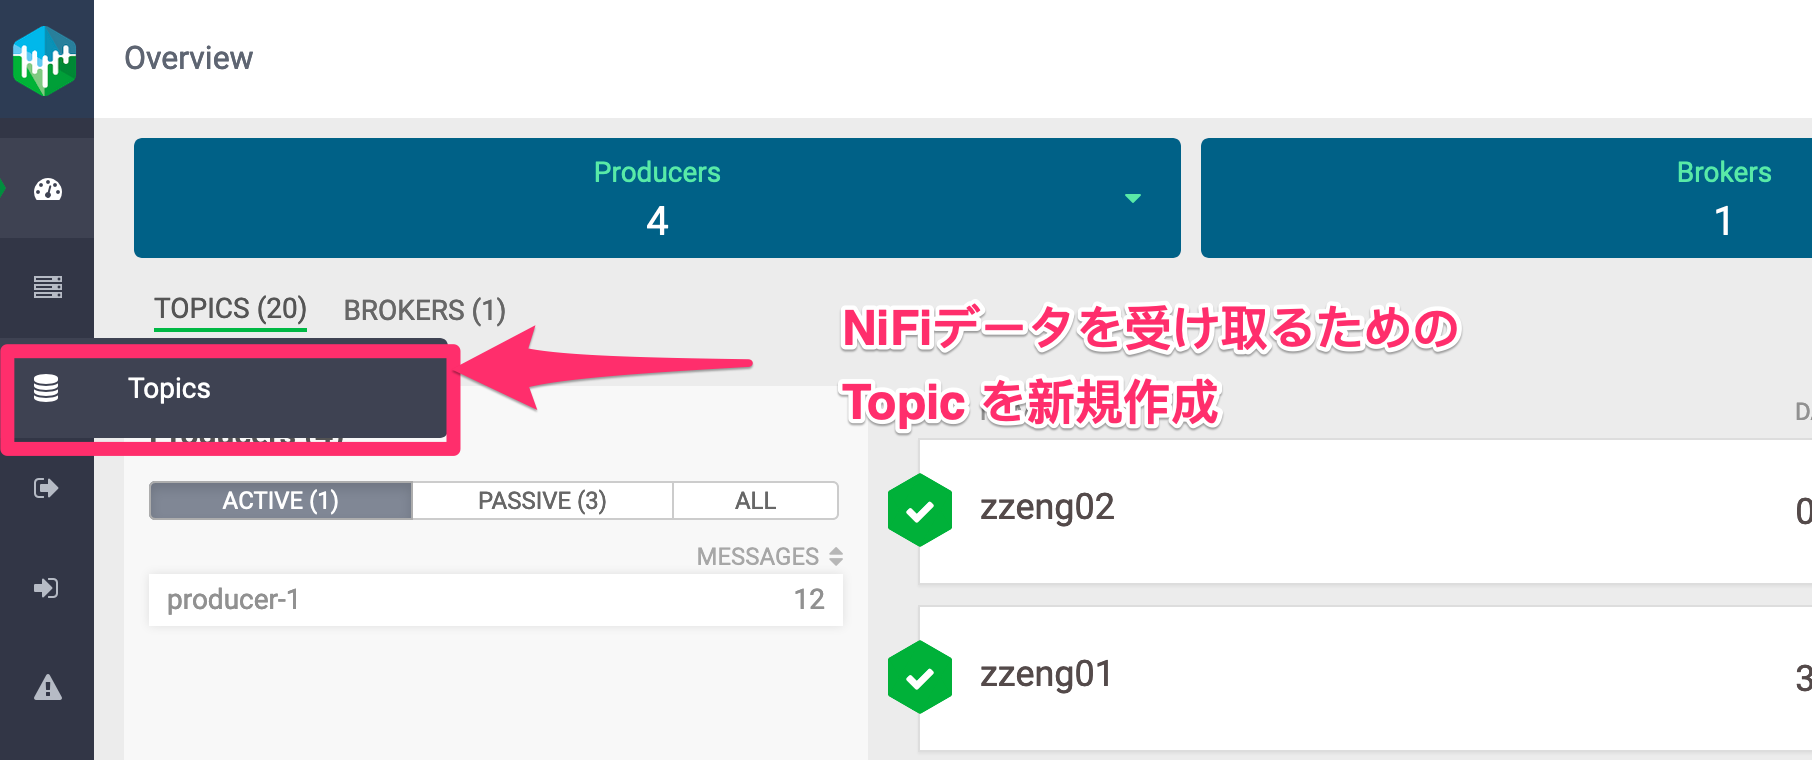 Overview
Producers
4
Brokers
1
TOPICS (20)
BROKERS (1)
NiFiデータを受け取るための
Topic を新規作成
Topics
Producers (4)
ACTIVE (1)
PASSIVE (3)
ALL
MESSAGES
producer-1
12
zzeng02
zzeng01